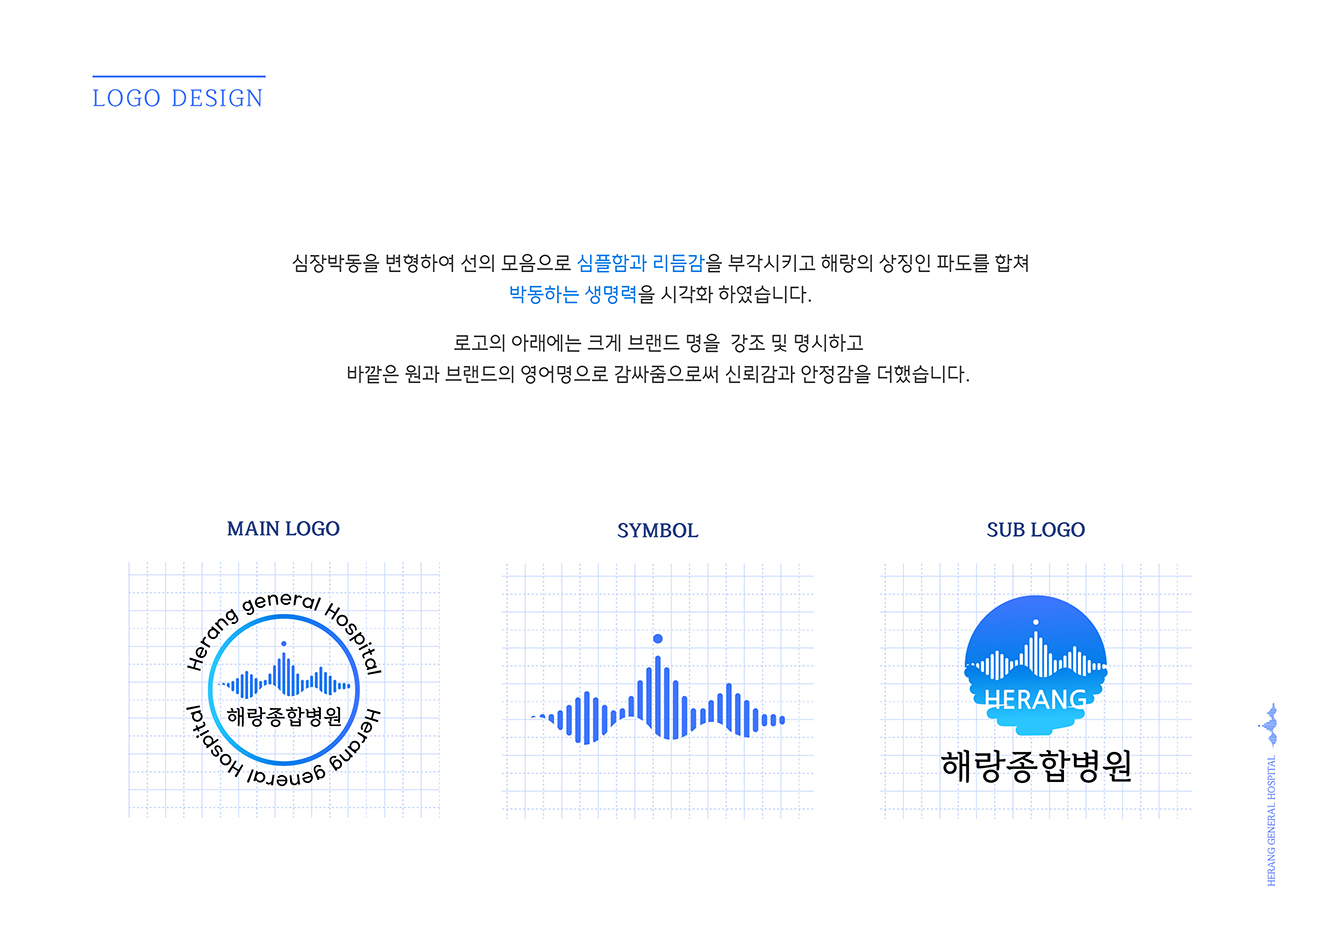 LOGO DESIGN
심장박동을 변형하여 선의 모음으로 심플함과 리듬감을 부각시키고 해랑의 상징인 파도를 합쳐
박동하는 생명력을 시각화 하였습니다.
로고의 아래에는 크게 브랜드 명을 강조 및 명시하고
바깥은 원과 브랜드의 영어명으로 감싸줌으로써 신뢰감과 안정감을 더했습니다.
MAIN LOGO
Herang general Hospital
해랑종합병원
Herang general Hospital
SYMBOL
SUB LOGO
HERANG
해랑종합병원
HERANG GENERAL HOSPITAL